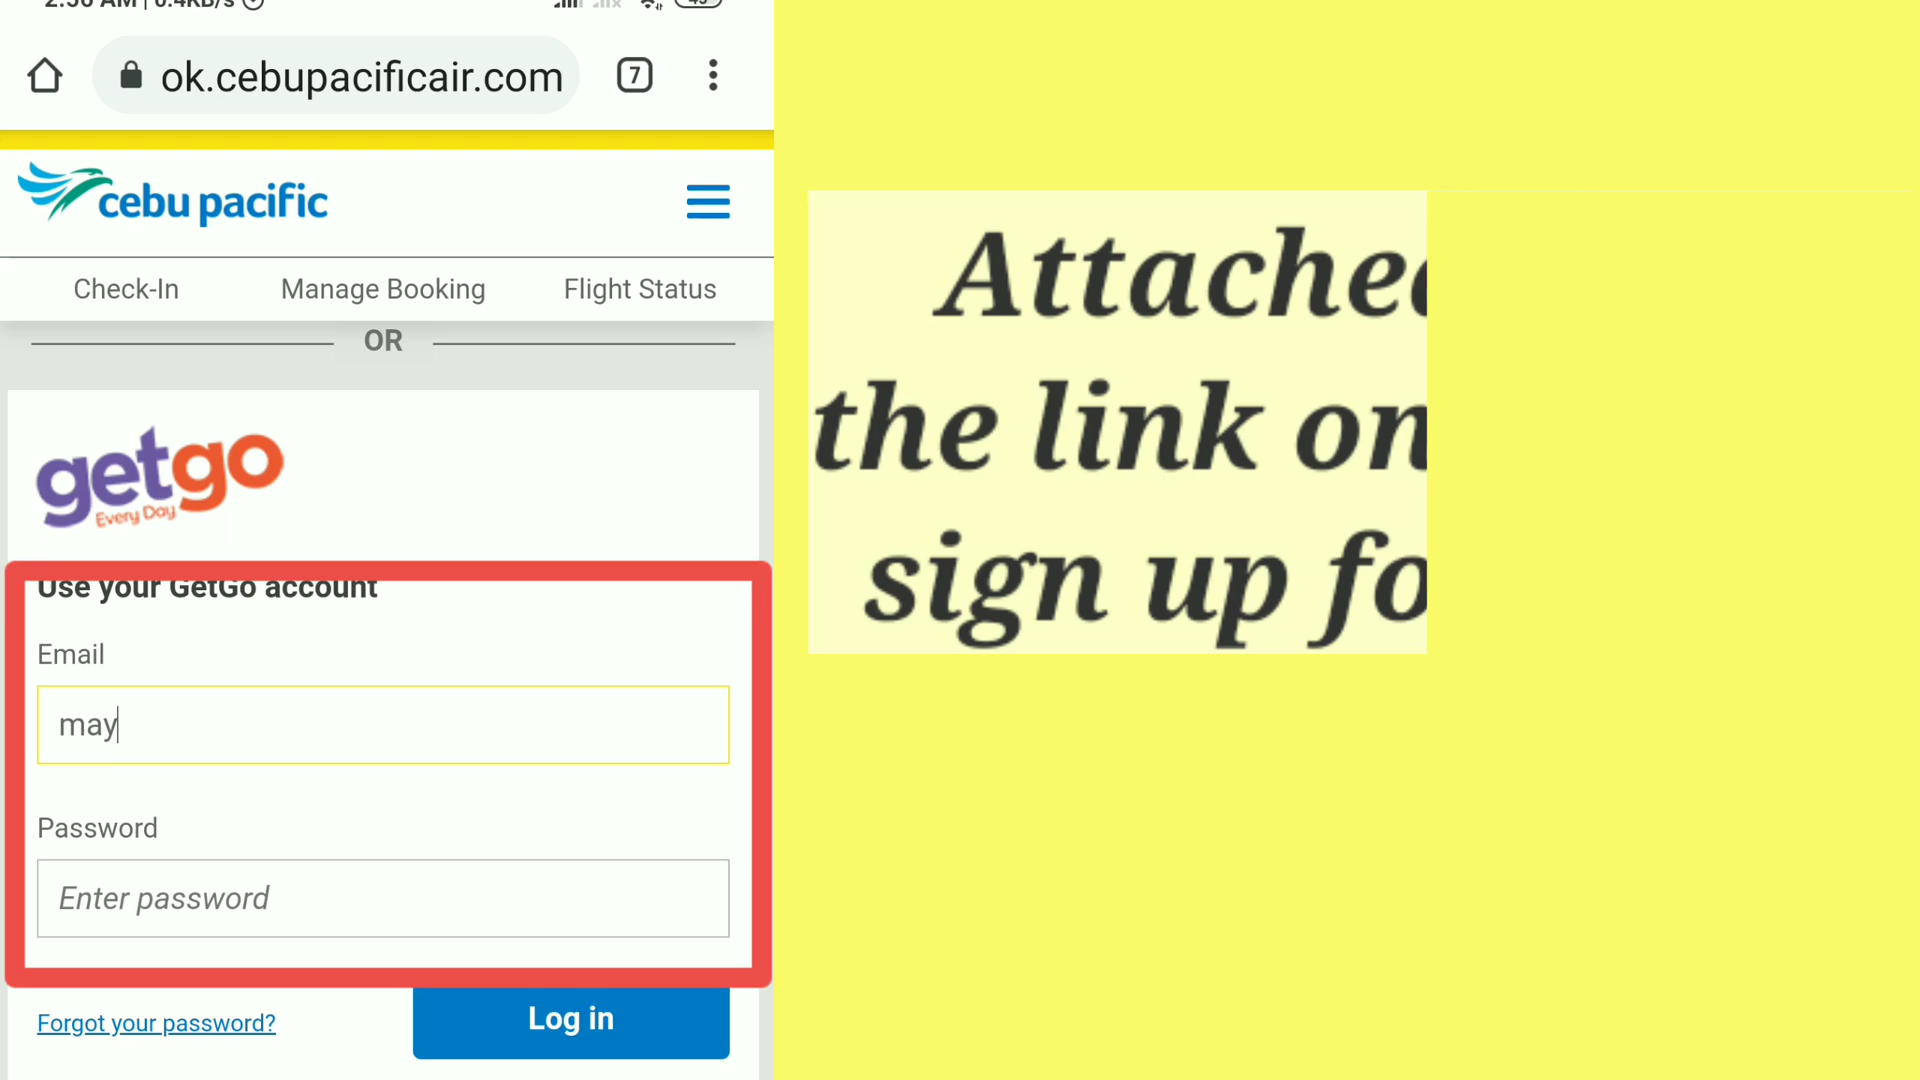 ok.cebupacificair.com
7
cebu pacific
Check-In Manage Booking Flight Status
OR
getgo
Every Day
Use your GetGo account
Email
may
Password
Enter password
Forgot your password?
Log in
Attached
the link on
sign up fo